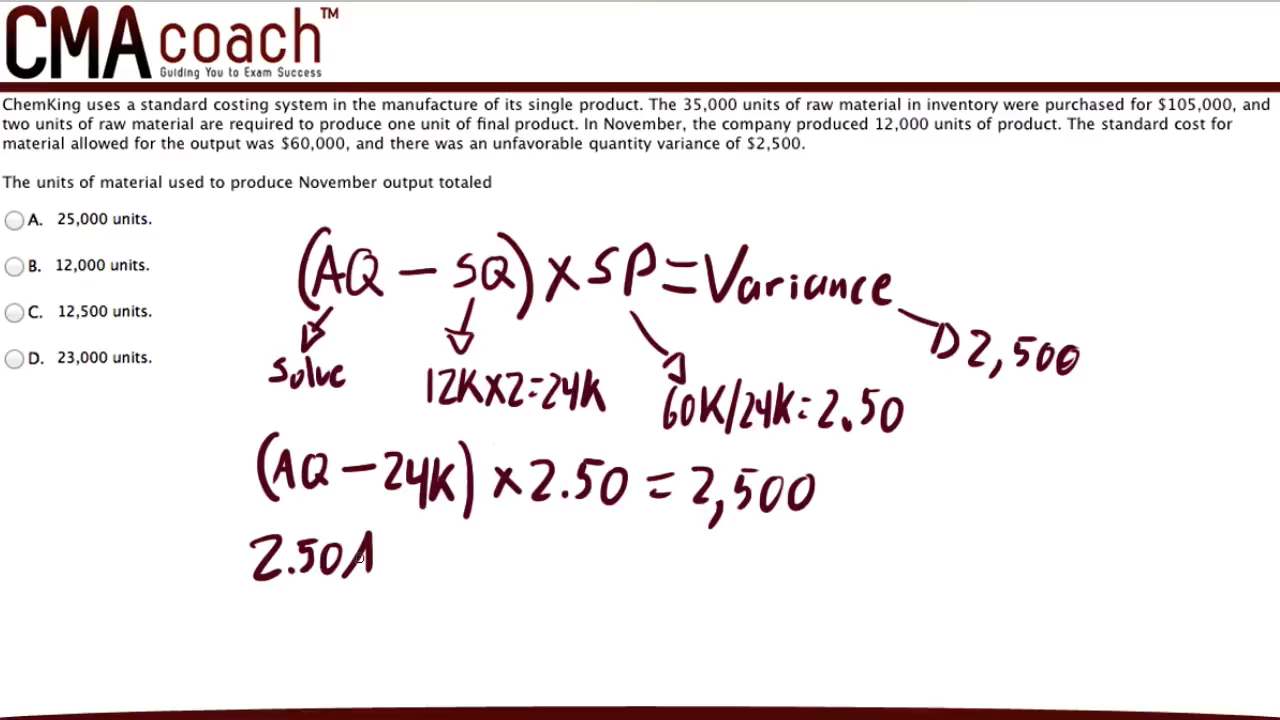 CMAcoach™
Guiding You to Exam Success
ChemKing uses a standard costing system in the manufacture of its single product. The 35,000 units of raw material in inventory were purchased for $105,000, and
two units of raw material are required to produce one unit of final product. In November, the company produced 12,000 units of product. The standard cost for
material allowed for the output was $60,000, and there was an unfavorable quantity variance of $2,500.
The units of material used to produce November output totaled
A. 25,000 units.
B. 12,000 units.
C. 12,500 units.
D. 23,000 units.
(AQ – SQ) × SP = Variance
2,500
Solve
12K×2=24K
60K/24K=2.50
(AQ – 24K) × 2.50 = 2,500
2.50A